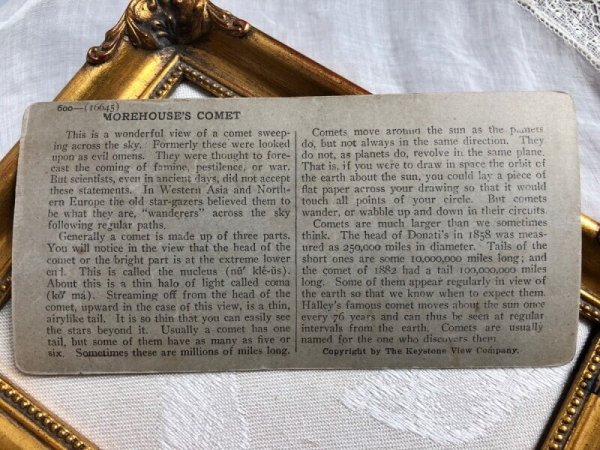 600—(16645)
MOREHOUSE'S COMET
This is a wonderful view of a comet sweep-
ing across the sky. Formerly these were looked
upon as evil omens. They were thought to fore-
cast the coming of famine, pestilence, or war.
But scientists, even in ancient days, did not accept
these statements. In Western Asia and North-
ern Europe the old star-gazers believed them to
be what they are, "wanderers" across the sky
following regular paths.
Generally a comet is made up of three parts.
You will notice in the view that the head of the
comet or the bright part is at the extreme lower
end. This is called the nucleus (nū' klē-ŭs).
About this is a thin halo of light called coma
(kō' mȧ). Streaming off from the head of the
comet, upward in the case of this view, is a thin,
airylike tail. It is so thin that you can easily see
the stars beyond it. Usually a comet has one
tail, but some of them have as many as five or
six. Sometimes these are millions of miles long.
Comets move around the sun as the planets
do, but not always in the same direction. They
do not, as planets do, revolve in the same plane.
That is, if you were to draw in space the orbit of
the earth about the sun, you could lay a piece of
flat paper across your drawing so that it would
touch all points of your circle. But comets
wander, or wabble up and down in their circuits.
Comets are much larger than we sometimes
think. The head of Donati's in 1858 was meas-
ured as 250,000 miles in diameter. Tails of the
short ones are some 10,000,000 miles long; and
the comet of 1882 had a tail 100,000,000 miles
long. Some of them appear regularly in view of
the earth so that we know when to expect them.
Halley's famous comet moves about the sun once
every 76 years and can thus be seen at regular
intervals from the earth. Comets are usually
named for the one who discovers them.
Copyright by The Keystone View Company.